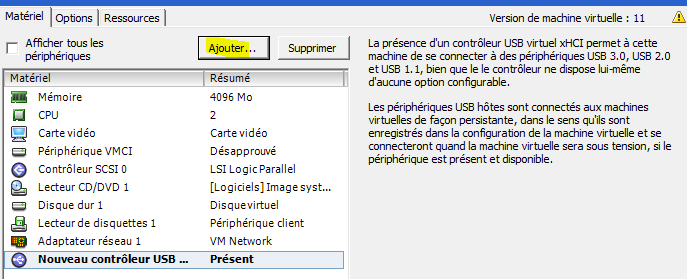 Matériel Options Ressources Version de machine virtuelle : 11
Afficher tous les périphériques
Ajouter... Supprimer
Matériel Résumé
Mémoire 4096 Mo
CPU 2
Carte vidéo Carte vidéo
Périphérique VMCI Désapprouvé
Contrôleur SCSI 0 LSI Logic Parallel
Lecteur CD/DVD 1 [Logiciels] Image syst...
Disque dur 1 Disque virtuel
Lecteur de disquettes 1 Périphérique client
Adaptateur réseau 1 VM Network
Nouveau contrôleur USB ... Présent
La présence d'un contrôleur USB virtuel xHCI permet à cette
machine de se connecter à des périphériques USB 3.0, USB 2.0
et USB 1.1, bien que le le contrôleur ne dispose lui-même
d'aucune option configurable.
Les périphériques USB hôtes sont connectés aux machines
virtuelles de façon persistante, dans le sens qu'ils sont
enregistrés dans la configuration de la machine virtuelle et se
connecteront quand la machine virtuelle sera sous tension, si le
périphérique est présent et disponible.